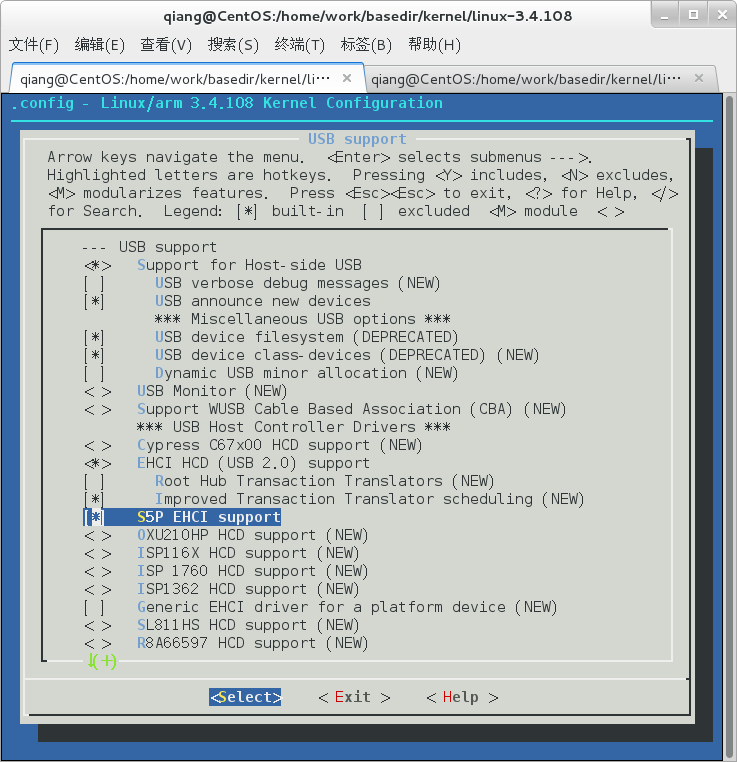 qiang@CentOS:/home/work/basedir/kernel/linux-3.4.108
文件(F) 编辑(E) 查看(V) 搜索(S) 终端(T) 标签(B) 帮助(H)
qiang@CentOS:/home/work/basedir/kernel/li··· × qiang@CentOS:/home/work/basedir/kernel/li··· ×
.config - Linux/arm 3.4.108 Kernel Configuration
USB support
Arrow keys navigate the menu. <Enter> selects submenus --->.
Highlighted letters are hotkeys. Pressing <Y> includes, <N> excludes,
<M> modularizes features. Press <Esc><Esc> to exit, <?> for Help, </>
for Search. Legend: [*] built-in [ ] excluded <M> module < >
--- USB support
<*> Support for Host-side USB
[ ] USB verbose debug messages (NEW)
[*] USB announce new devices
*** Miscellaneous USB options ***
[*] USB device filesystem (DEPRECATED)
[*] USB device class-devices (DEPRECATED) (NEW)
[ ] Dynamic USB minor allocation (NEW)
< > USB Monitor (NEW)
< > Support WUSB Cable Based Association (CBA) (NEW)
*** USB Host Controller Drivers ***
< > Cypress C67x00 HCD support (NEW)
<*> EHCI HCD (USB 2.0) support
[ ] Root Hub Transaction Translators (NEW)
[*] Improved Transaction Translator scheduling (NEW)
[*] S5P EHCI support
< > OXU210HP HCD support (NEW)
< > ISP116X HCD support (NEW)
< > ISP 1760 HCD support (NEW)
< > ISP1362 HCD support (NEW)
[ ] Generic EHCI driver for a platform device (NEW)
< > SL811HS HCD support (NEW)
< > R8A66597 HCD support (NEW)
↓(+)
<Select> < Exit > < Help >